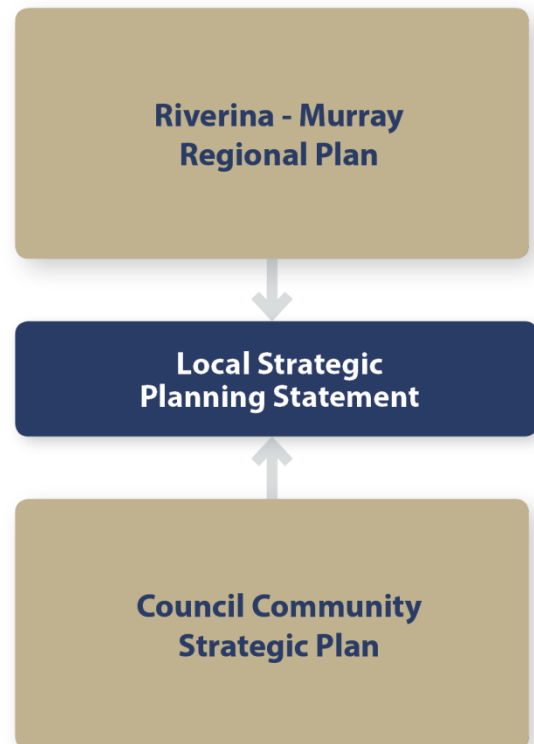 Riverina - Murray
Regional Plan
Local Strategic
Planning Statement
Council Community
Strategic Plan